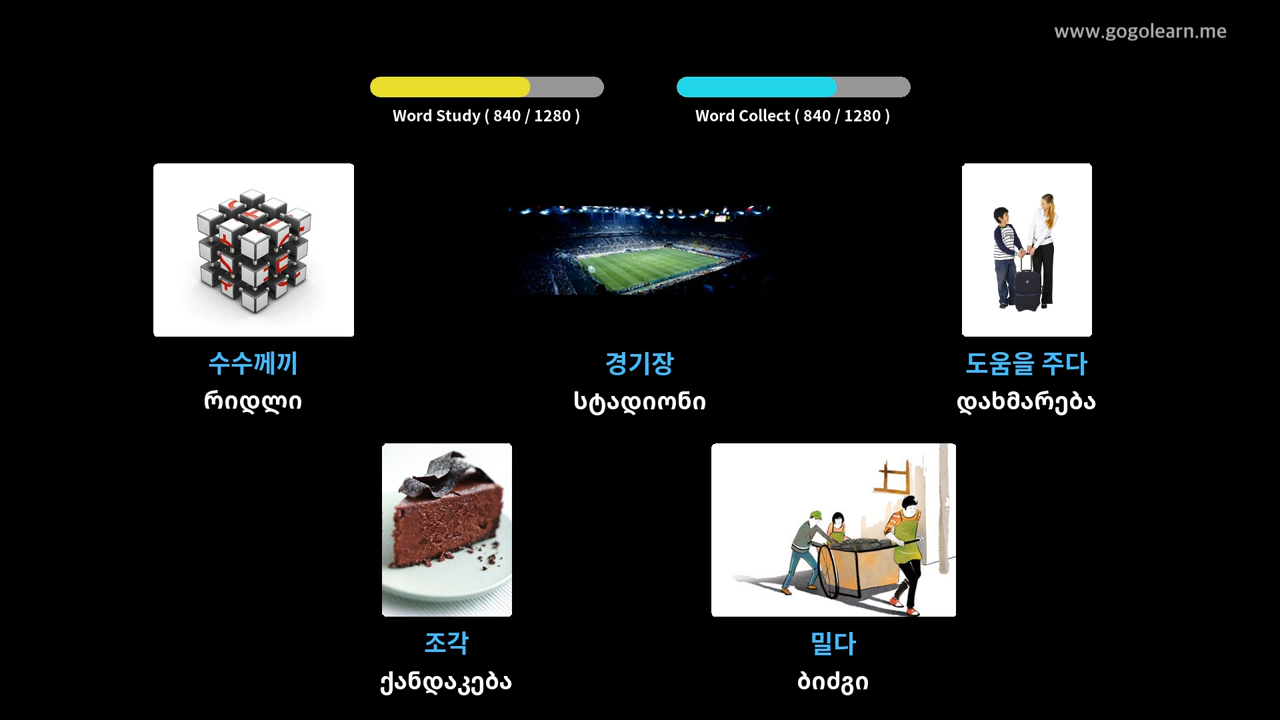 www.gogolearn.me
Word Study ( 840 / 1280 )
Word Collect ( 840 / 1280 )
수수께끼
რიდლი
경기장
სტადიონი
도움을 주다
დახმარება
조각
ქანდაკება
밀다
ბიძგი